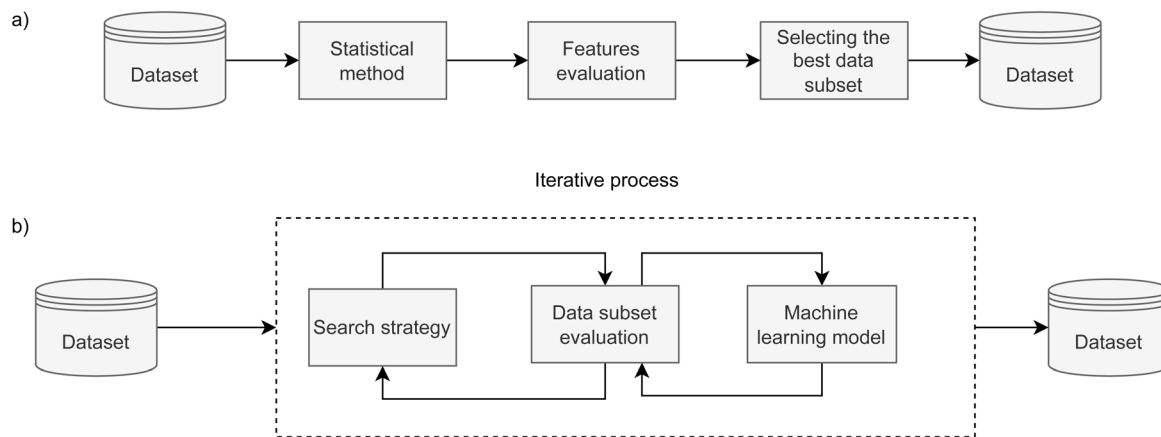 a)
Dataset
Statistical
method
Features
evaluation
Selecting the
best data
subset
Dataset
Iterative process
b)
Dataset
Search strategy
Data subset
evaluation
Machine
learning model
Dataset